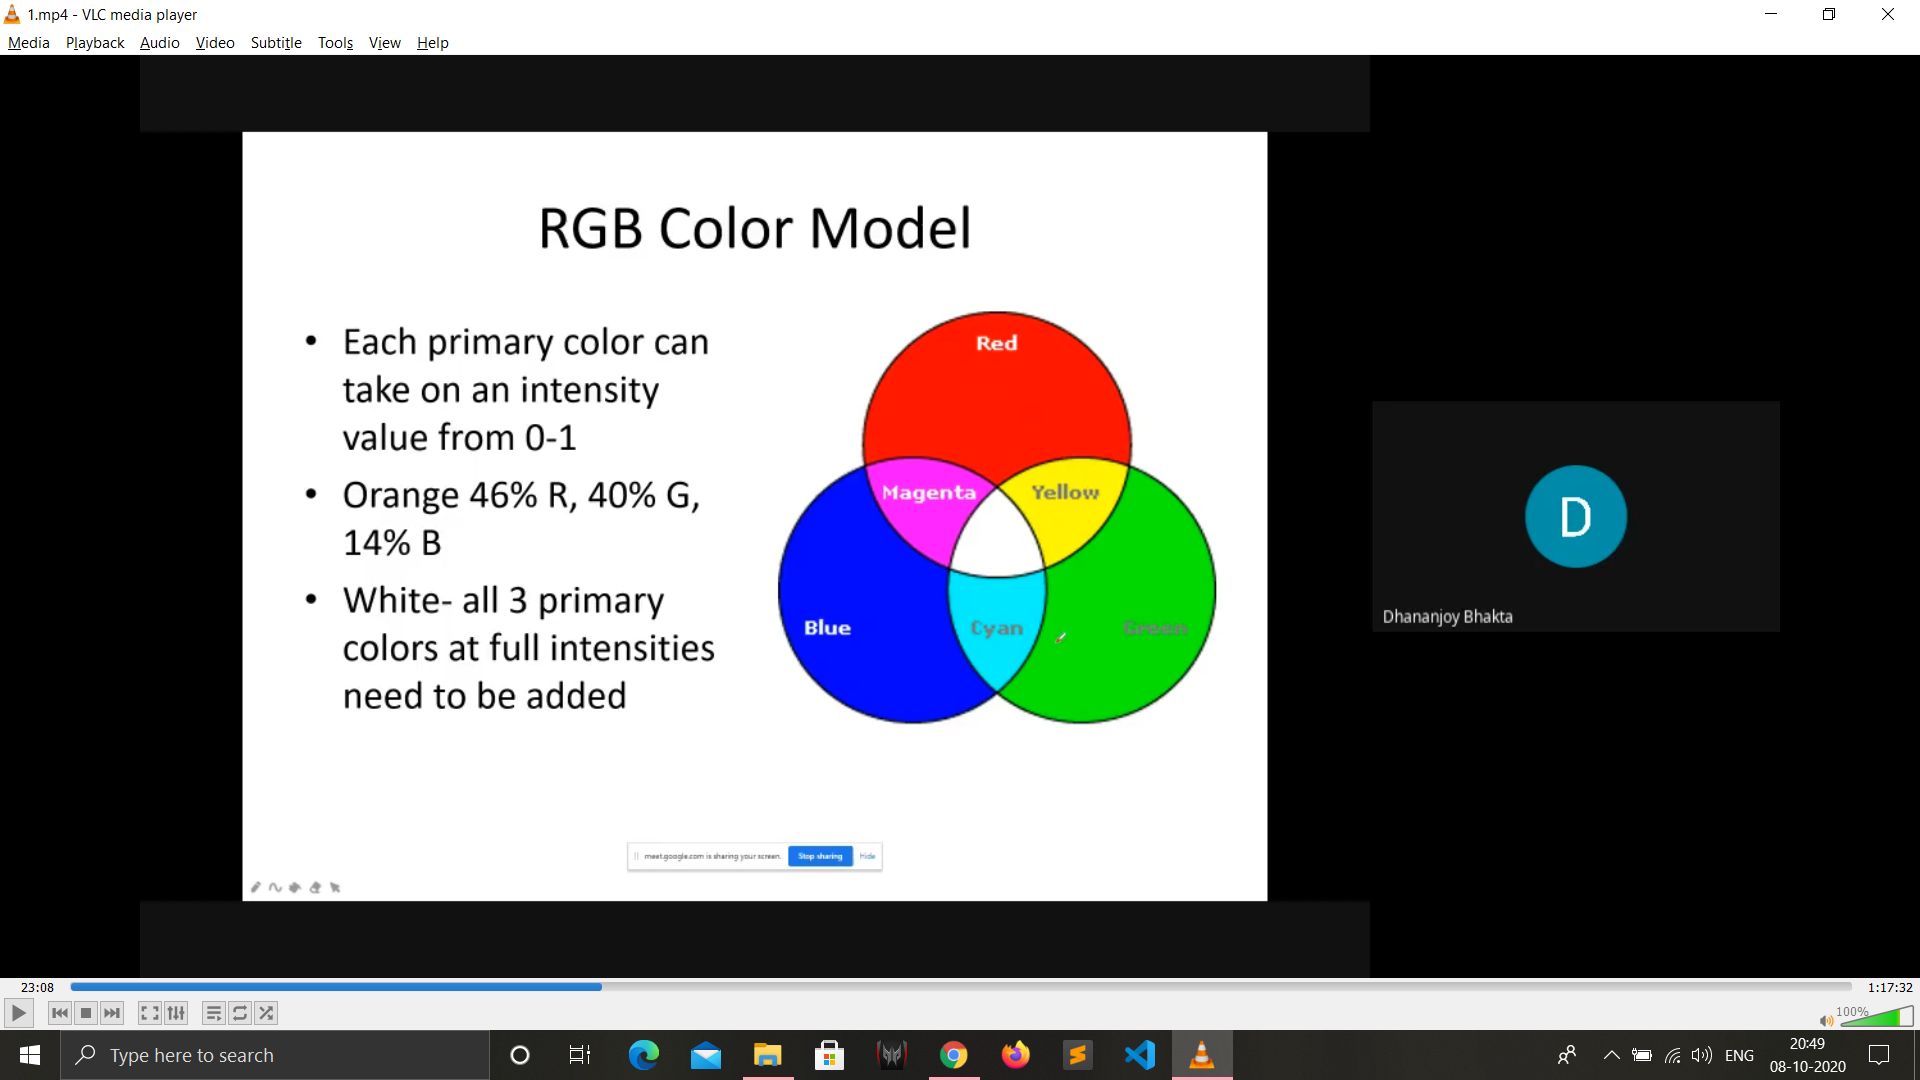 1.mp4 - VLC media player
Media Playback Audio Video Subtitle Tools View Help
RGB Color Model
• Each primary color can
take on an intensity
value from 0-1
• Orange 46% R, 40% G,
14% B
• White- all 3 primary
colors at full intensities
need to be added
Red
Magenta
Yellow
Blue
Cyan
Green
D
Dhananjoy Bhakta
meet.google.com is sharing your screen. Stop sharing Hide
23:08
1:17:32
100%
Type here to search
ENG
20:49
08-10-2020